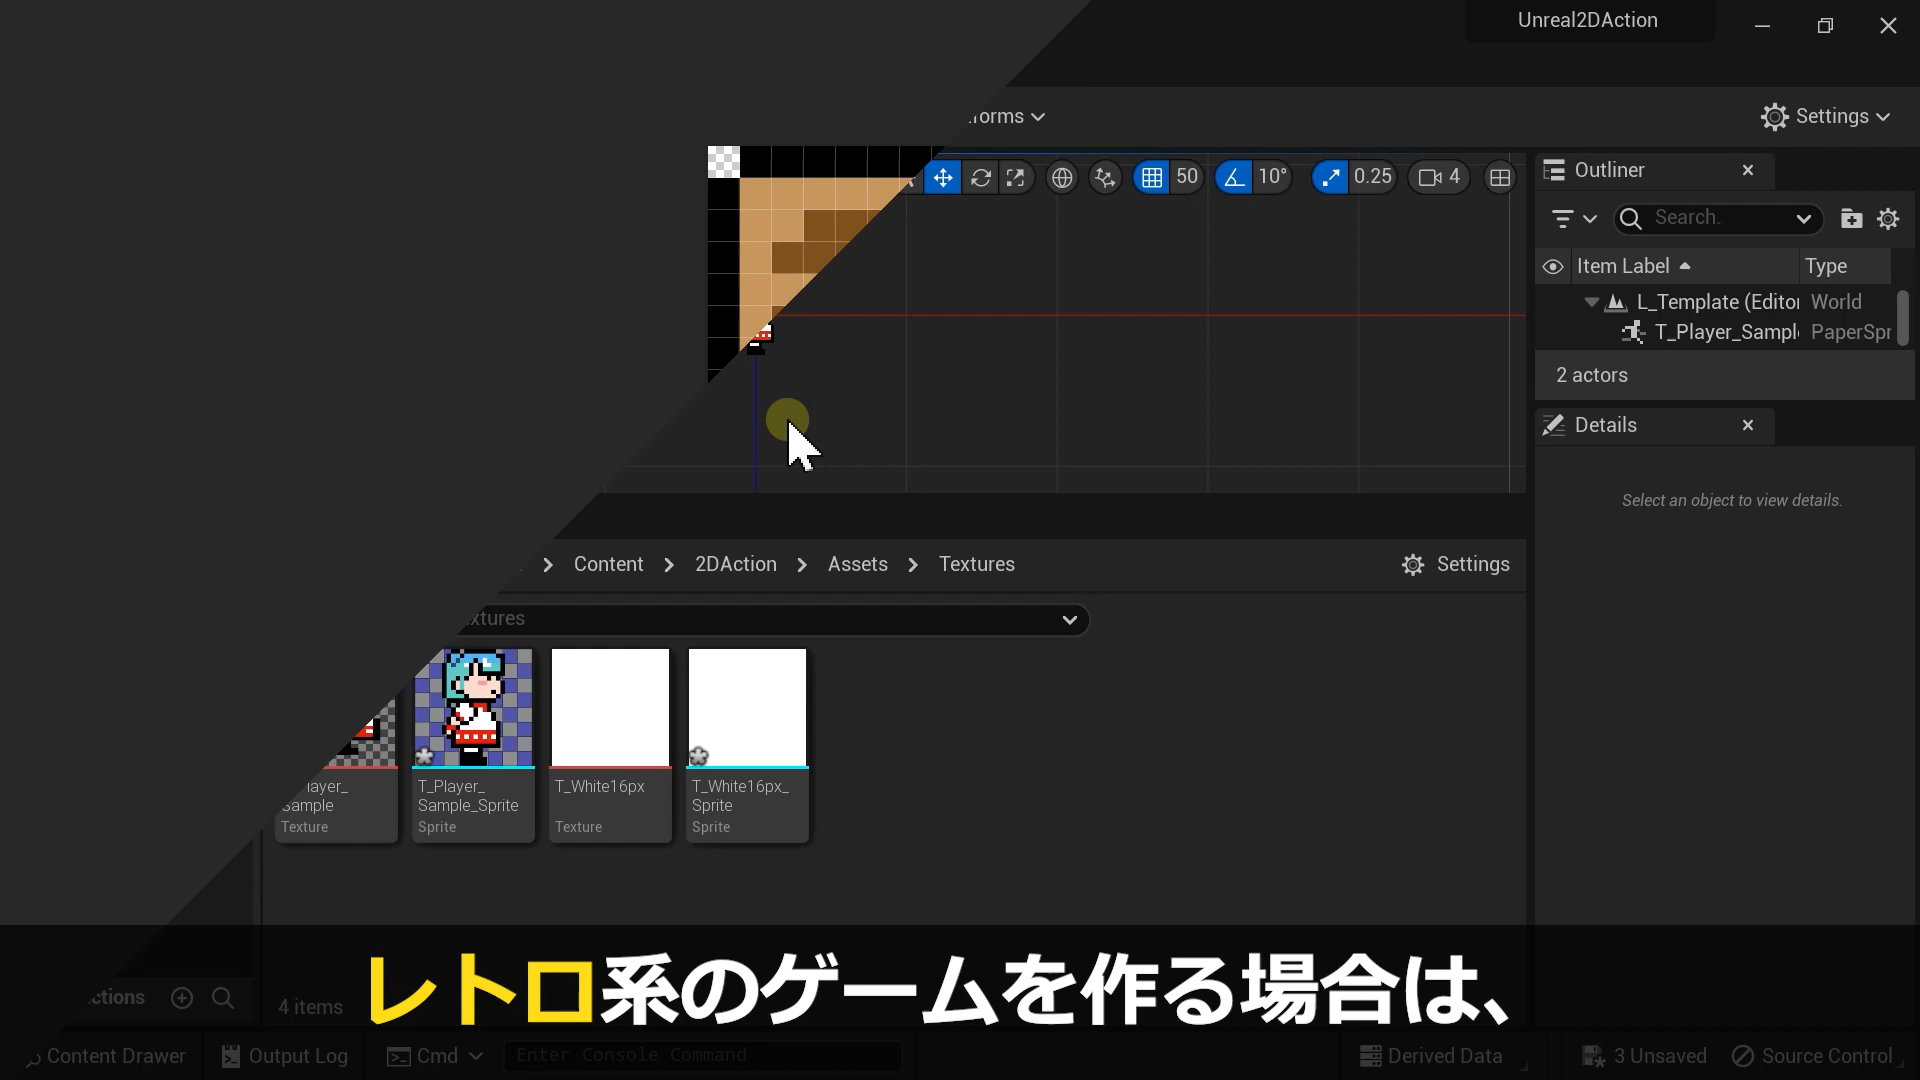 Unreal2DAction
Settings
50
10°
0.25
4
Outliner
Search..
Item Label
Type
L_Template (Editor
World
T_Player_Sampl
PaperSpr
2 actors
Details
Select an object to view details.
Content
2DAction
Assets
Textures
Settings
Sample
Texture
T_Player_
Sample_Sprite
Sprite
T_White16px
Texture
T_White16px_
Sprite
Sprite
4 items
レトロ系のゲームを作る場合は、
Content Drawer
Output Log
Cmd
Enter Console Command
Derived Data
3 Unsaved
Source Control